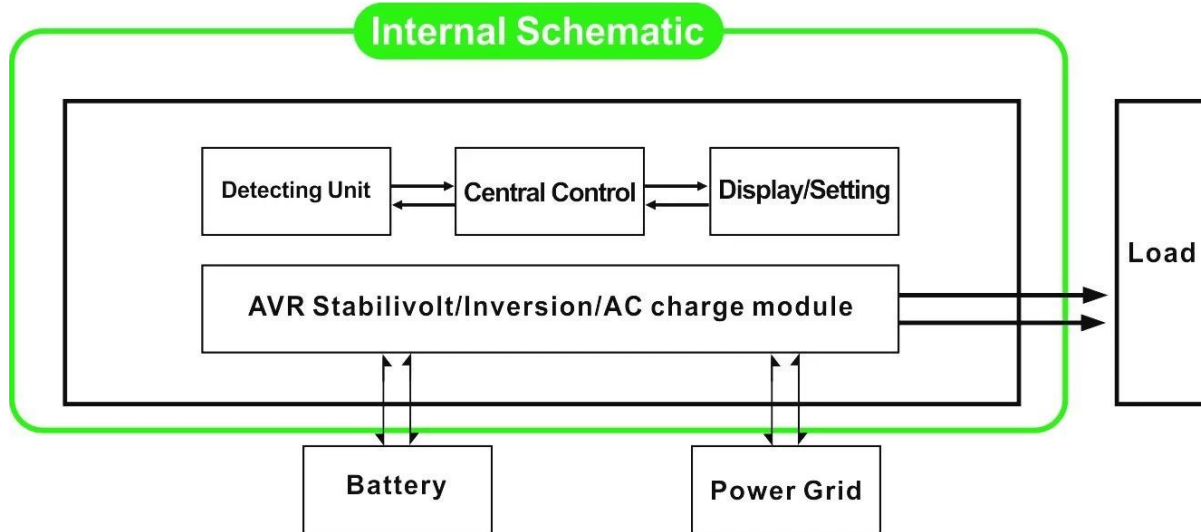 Internal Schematic
Detecting Unit
Central Control
Display/Setting
Load
AVR Stabilivolt/Inversion/AC charge module
Battery
Power Grid